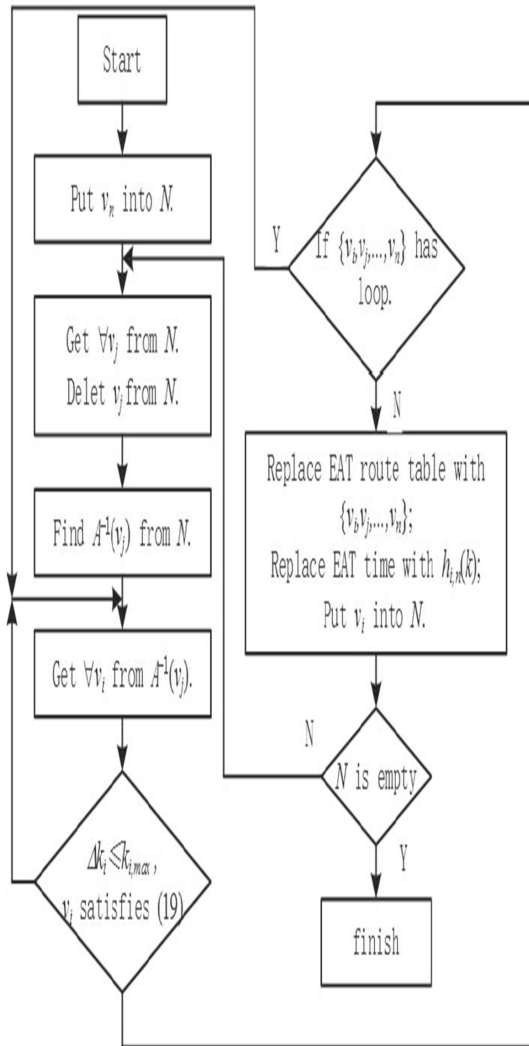 Start
Put vₙ into N.
Get ∀vⱼ from N.
Delet vⱼ from N.
Find A⁻¹(vⱼ) from N.
Get ∀vᵢ from A⁻¹(vⱼ).
Δkᵢ⩽kᵢ,max,
vᵢ satisfies (19)
Y
If {vᵢ,vⱼ,...,vₙ} has
loop.
N
Replace EAT route table with
{vᵢ,vⱼ,...,vₙ};
Replace EAT time with hᵢ,ₙ(k);
Put vᵢ into N.
N
N is empty
Y
finish